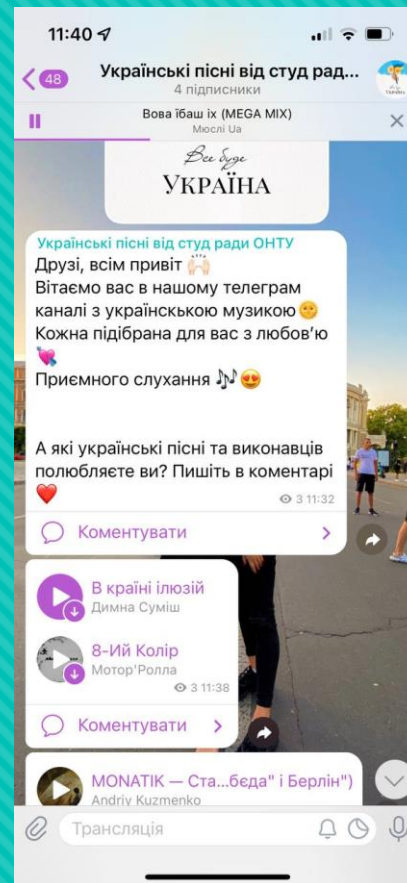 11:40
48
Українські пісні від студ рад...
4 підписники
Вова їбаш їх (MEGA MIX)
Мюслі Ua
Все буде
УКРАЇНА
Українські пісні від студ ради ОНТУ
Друзі, всім привіт 🙌🏻
Вітаємо вас в нашому телеграм
каналі з українскькою музикою🌝
Кожна підібрана для вас з любов’ю
💘
Приємного слухання 🎶😍
А які українські пісні та виконавців
полюбляєте ви? Пишіть в коментарі
❤️
3 11:32
Коментувати
В країні ілюзій
Димна Суміш
8-Ий Колір
Мотор'Ролла
3 11:38
Коментувати
MONATIK — Ста...бєда" і Берлін")
Andriy Kuzmenko
Трансляція